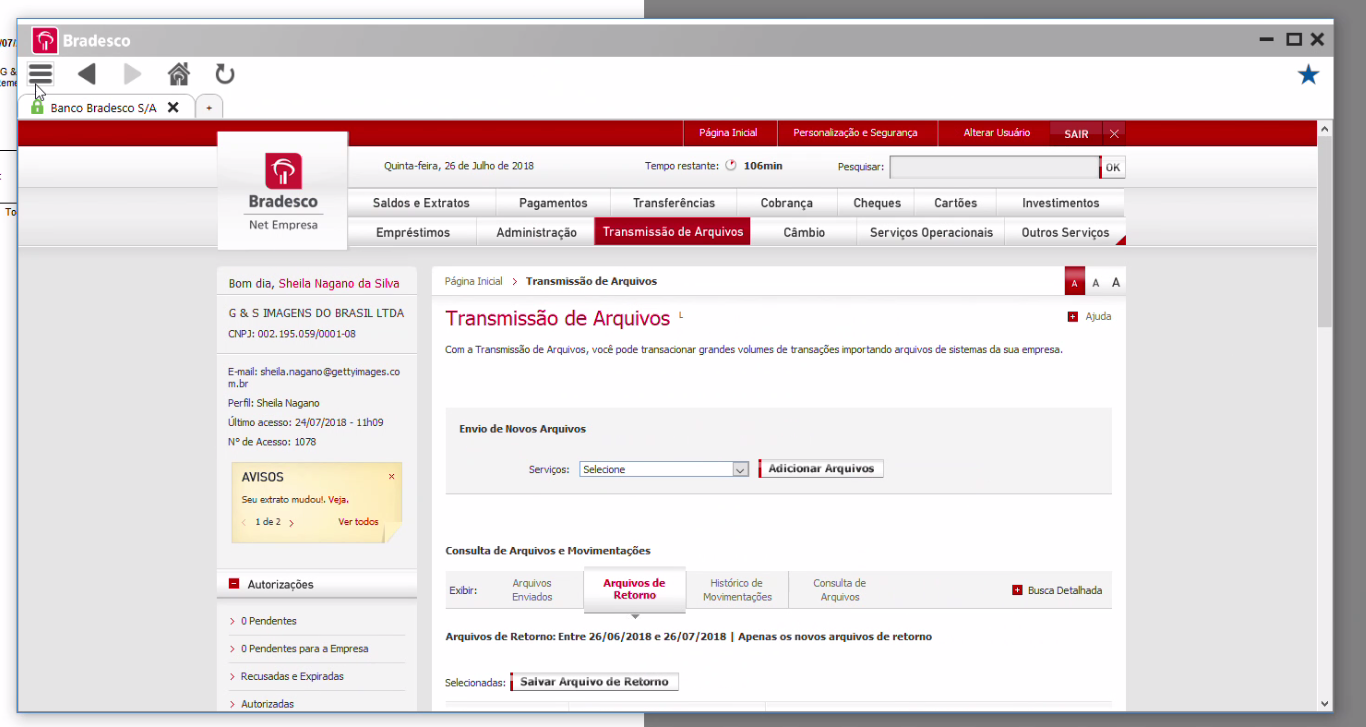 /07/
G &
teme
To
Bradesco
Banco Bradesco S/A
+
Página Inicial
Personalização e Segurança
Alterar Usuário
SAIR
Bradesco
Net Empresa
Quinta-feira, 26 de Julho de 2018
Tempo restante: 106min
Pesquisar:
OK
Saldos e Extratos
Pagamentos
Transferências
Cobrança
Cheques
Cartões
Investimentos
Empréstimos
Administração
Transmissão de Arquivos
Câmbio
Serviços Operacionais
Outros Serviços
Bom dia, Sheila Nagano da Silva
G & S IMAGENS DO BRASIL LTDA
CNPJ: 002.195.059/0001-08
E-mail: sheila.nagano@gettyimages.co
m.br
Perfil: Sheila Nagano
Último acesso: 24/07/2018 - 11h09
Nº de Acesso: 1078
AVISOS
Seu extrato mudou!. Veja.
1 de 2
Ver todos
Autorizações
> 0 Pendentes
> 0 Pendentes para a Empresa
> Recusadas e Expiradas
> Autorizadas
Página Inicial > Transmissão de Arquivos
A A A
Transmissão de Arquivos
Ajuda
Com a Transmissão de Arquivos, você pode transacionar grandes volumes de transações importando arquivos de sistemas da sua empresa.
Envio de Novos Arquivos
Serviços: Selecione
Adicionar Arquivos
Consulta de Arquivos e Movimentações
Exibir:
Arquivos
Enviados
Arquivos de
Retorno
Histórico de
Movimentações
Consulta de
Arquivos
Busca Detalhada
Arquivos de Retorno: Entre 26/06/2018 e 26/07/2018 | Apenas os novos arquivos de retorno
Selecionadas: Salvar Arquivo de Retorno